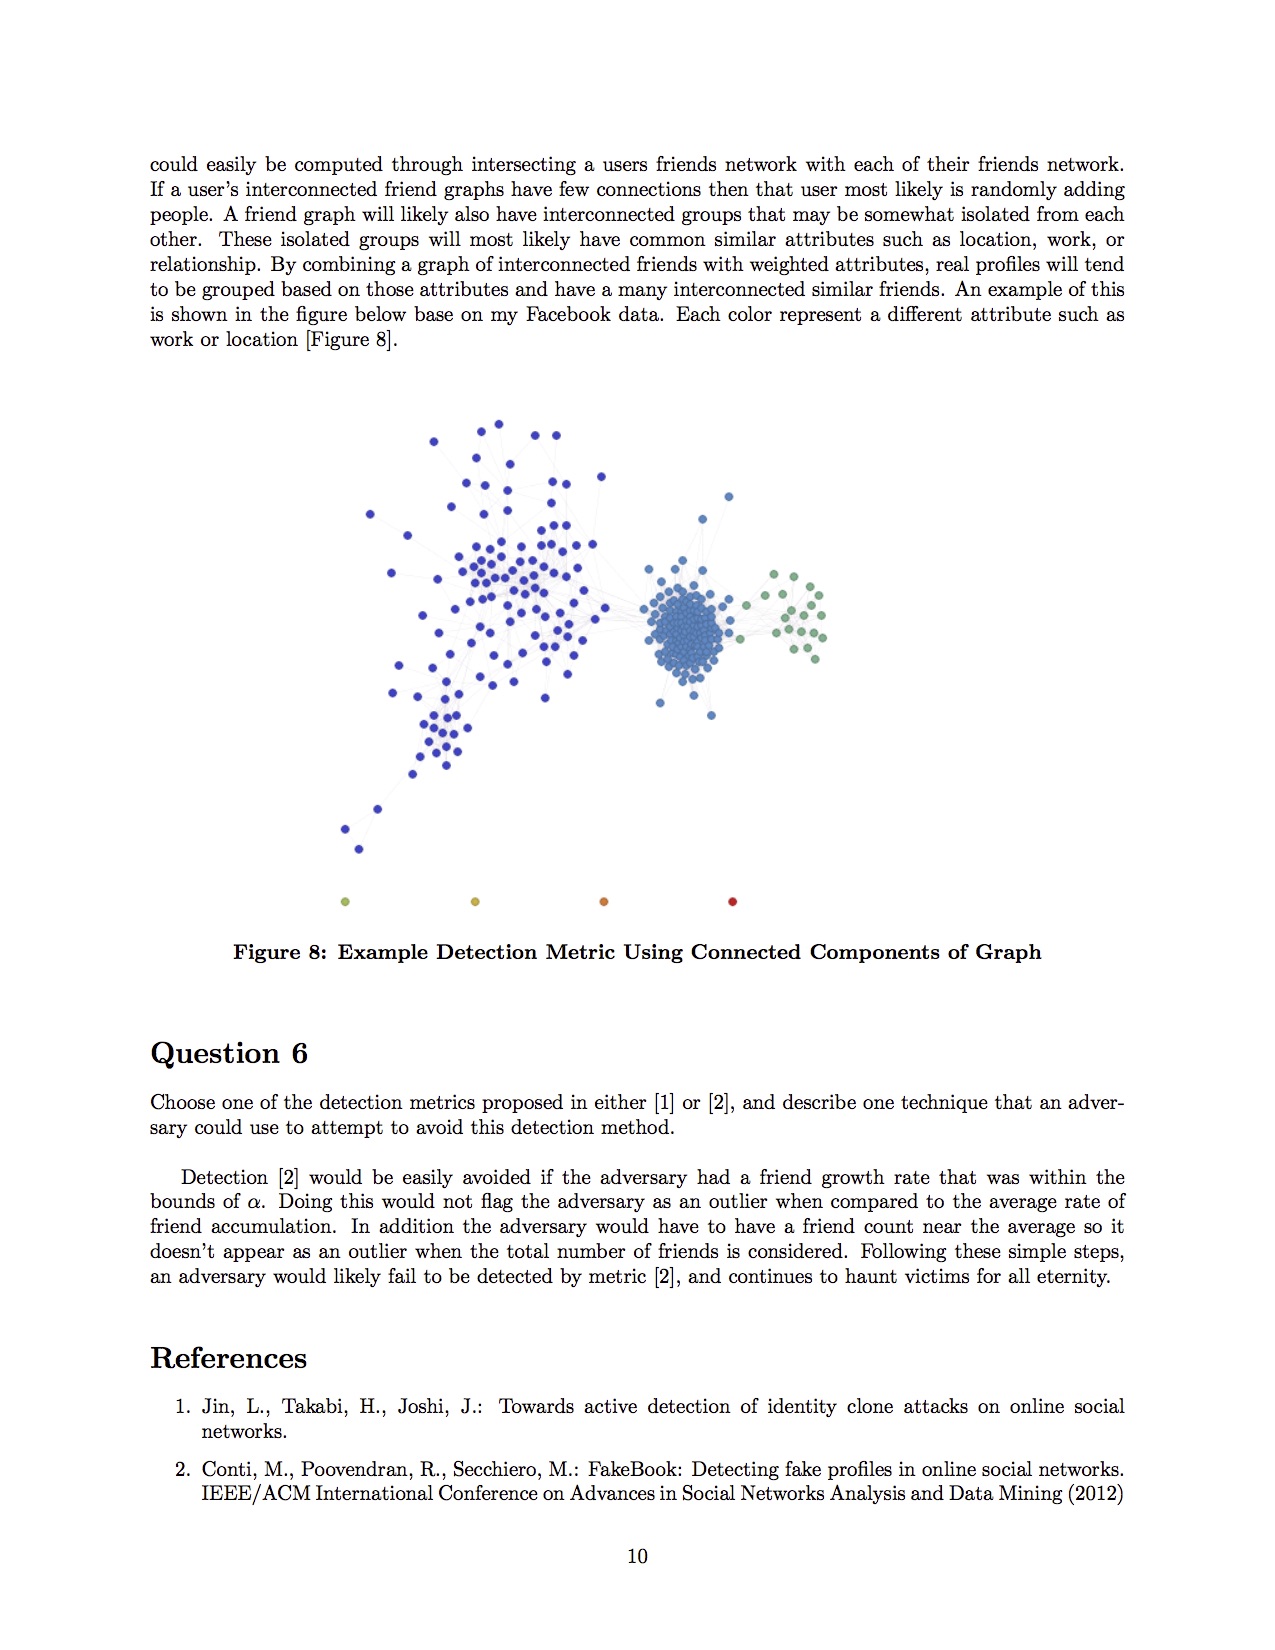 could easily be computed through intersecting a users friends network with each of their friends network.
If a user's interconnected friend graphs have few connections then that user most likely is randomly adding
people. A friend graph will likely also have interconnected groups that may be somewhat isolated from each
other. These isolated groups will most likely have common similar attributes such as location, work, or
relationship. By combining a graph of interconnected friends with weighted attributes, real profiles will tend
to be grouped based on those attributes and have a many interconnected similar friends. An example of this
is shown in the figure below base on my Facebook data. Each color represent a different attribute such as
work or location [Figure 8].
Figure 8: Example Detection Metric Using Connected Components of Graph
Question 6
Choose one of the detection metrics proposed in either [1] or [2], and describe one technique that an adver-
sary could use to attempt to avoid this detection method.
Detection [2] would be easily avoided if the adversary had a friend growth rate that was within the
bounds of α. Doing this would not flag the adversary as an outlier when compared to the average rate of
friend accumulation. In addition the adversary would have to have a friend count near the average so it
doesn't appear as an outlier when the total number of friends is considered. Following these simple steps,
an adversary would likely fail to be detected by metric [2], and continues to haunt victims for all eternity.
References
1. Jin, L., Takabi, H., Joshi, J.: Towards active detection of identity clone attacks on online social
networks.
2. Conti, M., Poovendran, R., Secchiero, M.: FakeBook: Detecting fake profiles in online social networks.
IEEE/ACM International Conference on Advances in Social Networks Analysis and Data Mining (2012)
10